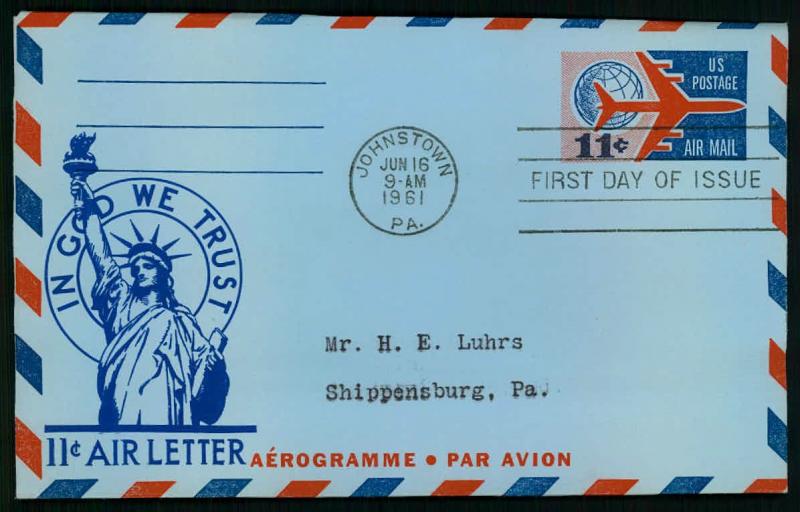 US
POSTAGE
11¢
AIR MAIL
JOHNSTOWN
JUN 16
9-AM
1961
PA.
FIRST DAY OF ISSUE
IN GOD WE TRUST
Mr. H. E. Luhrs
Shippensburg, Pa.
11¢ AIR LETTER
AÉROGRAMME • PAR AVION